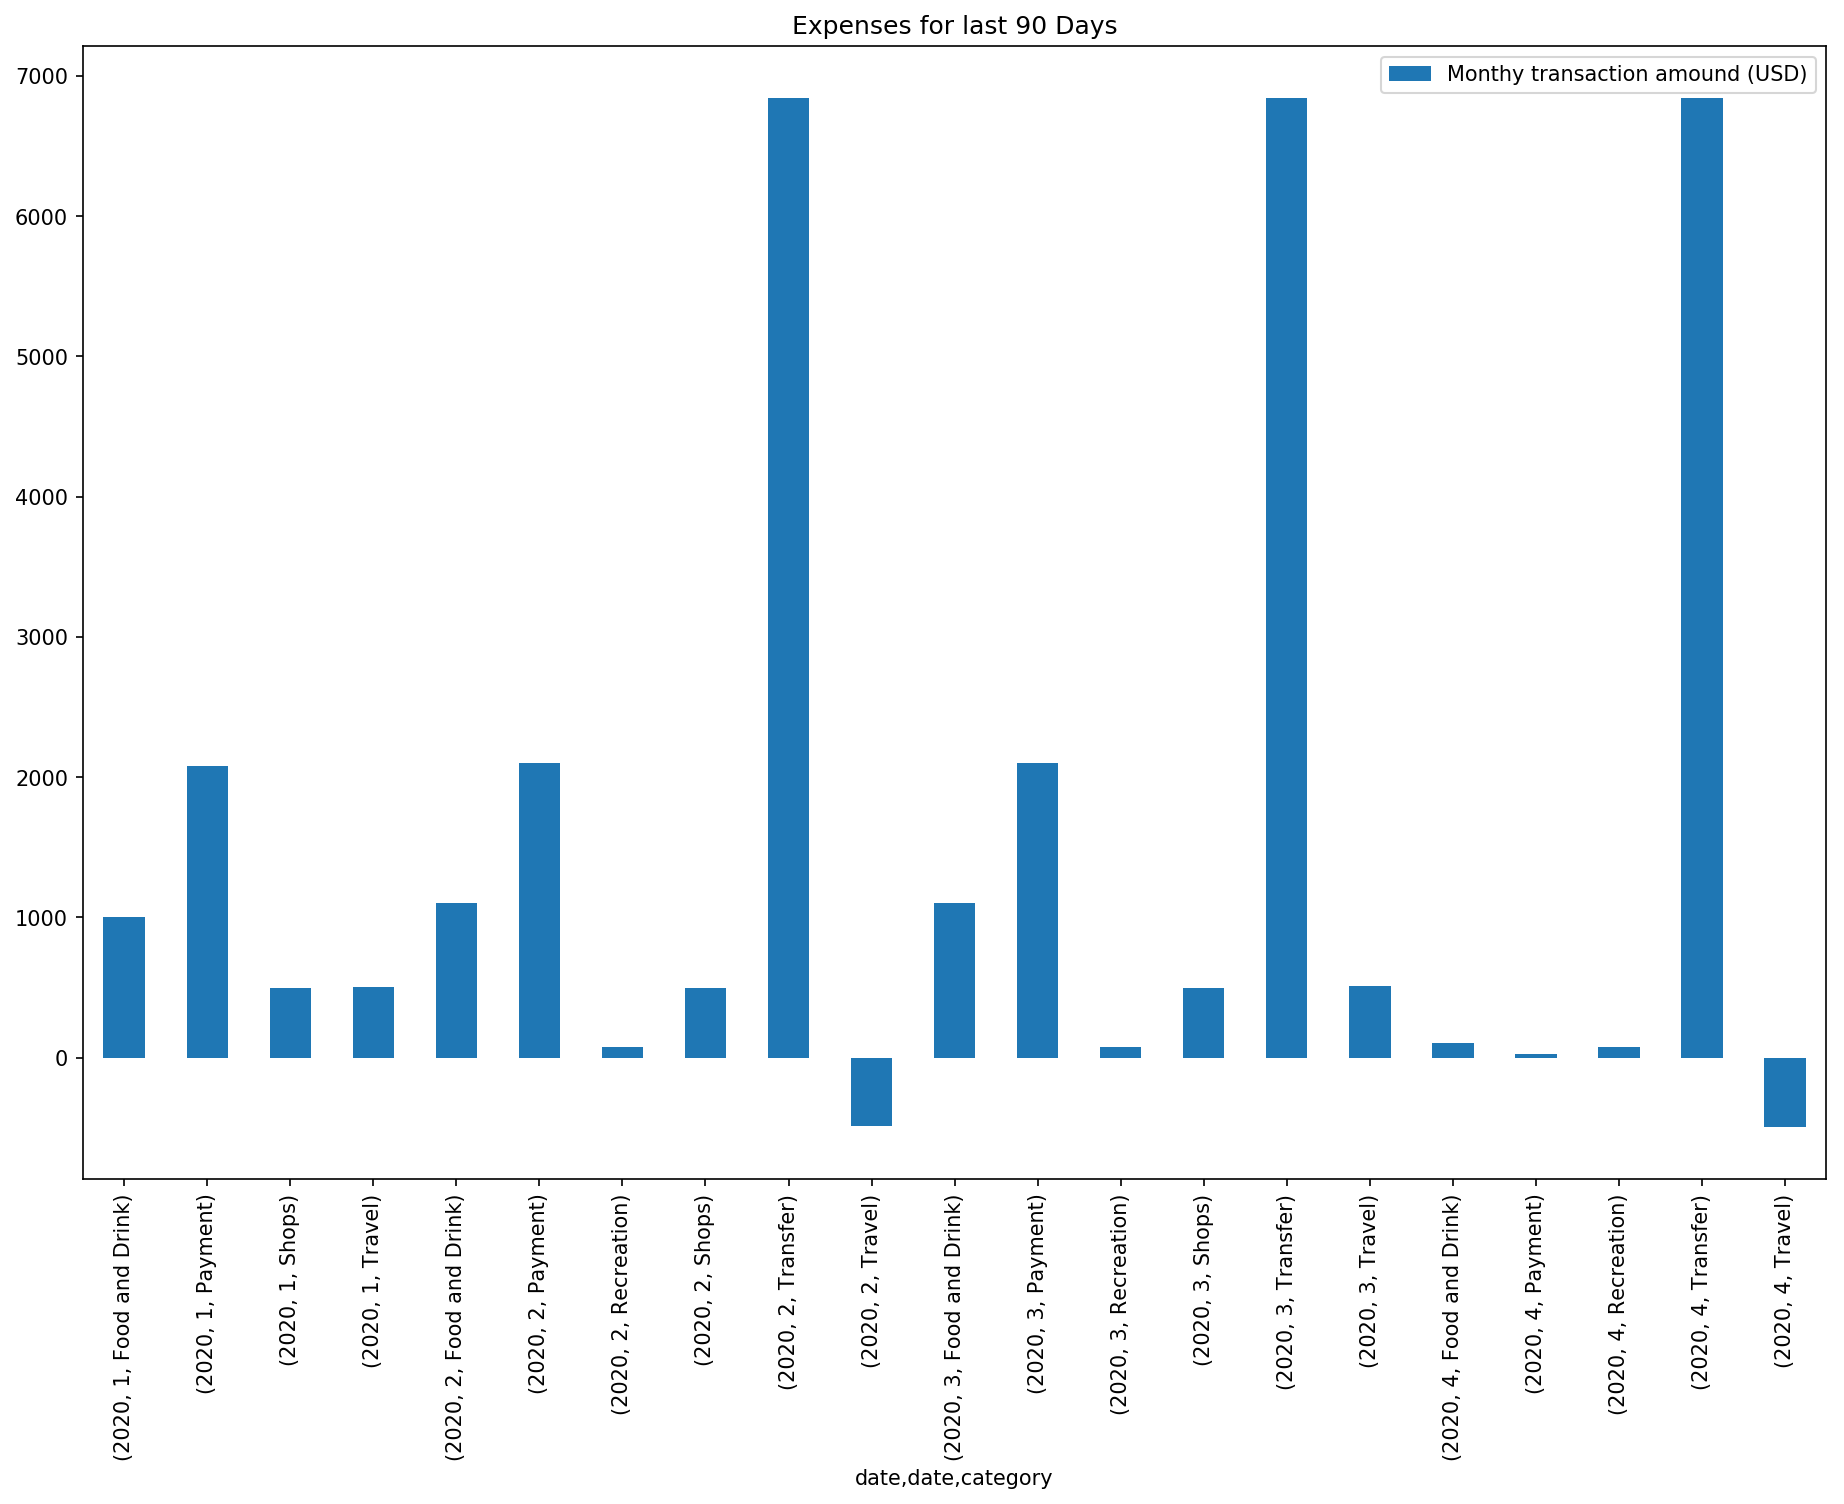 Expenses for last 90 Days
Monthy transaction amound (USD)
7000
6000
5000
4000
3000
2000
1000
0
(2020, 1, Food and Drink)
(2020, 1, Payment)
(2020, 1, Shops)
(2020, 1, Travel)
(2020, 2, Food and Drink)
(2020, 2, Payment)
(2020, 2, Recreation)
(2020, 2, Shops)
(2020, 2, Transfer)
(2020, 2, Travel)
(2020, 3, Food and Drink)
(2020, 3, Payment)
(2020, 3, Recreation)
(2020, 3, Shops)
(2020, 3, Transfer)
(2020, 3, Travel)
(2020, 4, Food and Drink)
(2020, 4, Payment)
(2020, 4, Recreation)
(2020, 4, Transfer)
(2020, 4, Travel)
date,date,category